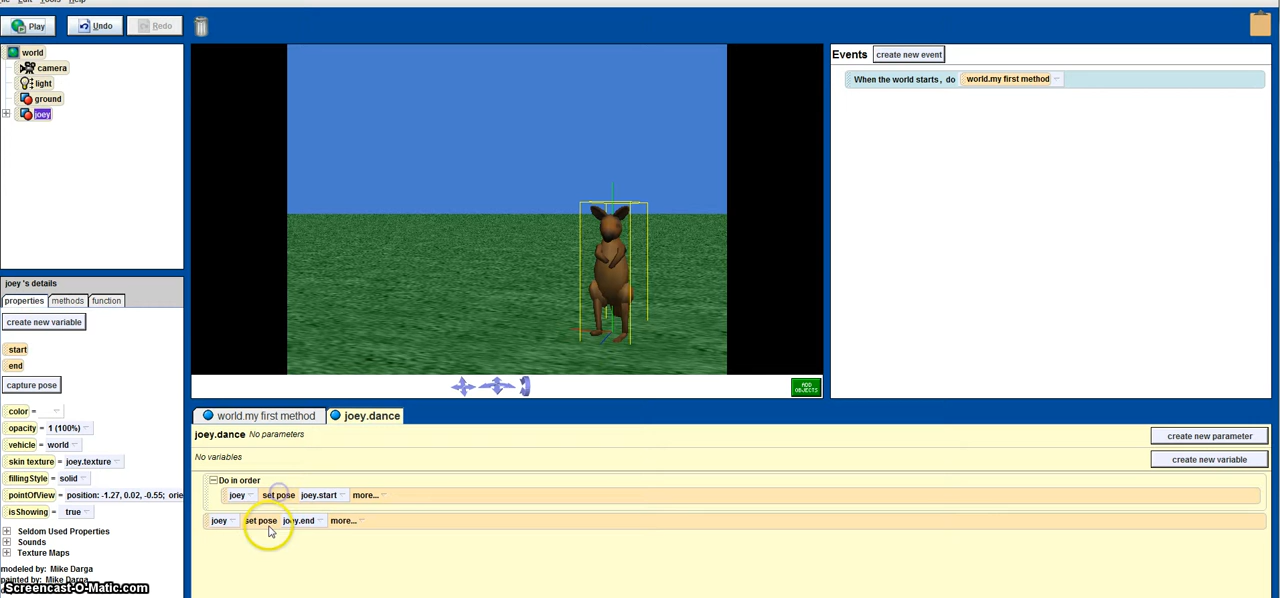 Play Undo Redo
world
camera
light
ground
joey
Events create new event
When the world starts, do world.my first method
joey 's details
properties methods function
create new variable
start
end
capture pose
color =
opacity = 1 (100%)
vehicle = world
skin texture = joey.texture
fillingStyle = solid
pointOfView = position: -1.27, 0.02, -0.55; orie
isShowing = true
Seldom Used Properties
Sounds
Texture Maps
modeled by: Mike Darga
painted by: Mike Darga
Screencast-O-Matic.com
ADD
OBJECTS
world.my first method joey.dance
joey.dance No parameters
create new parameter
No variables
create new variable
Do in order
joey set pose joey.start more...
joey set pose joey.end more...